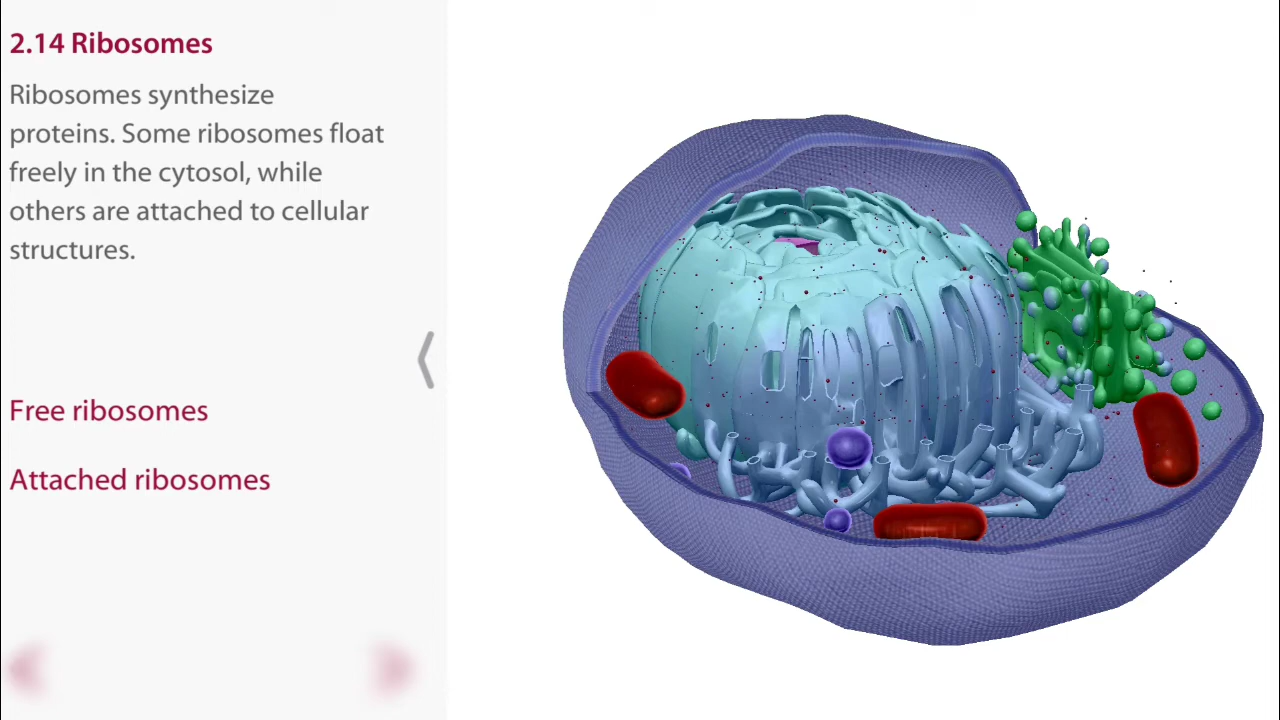 2.14 Ribosomes
Ribosomes synthesize
proteins. Some ribosomes float
freely in the cytosol, while
others are attached to cellular
structures.
Free ribosomes
Attached ribosomes